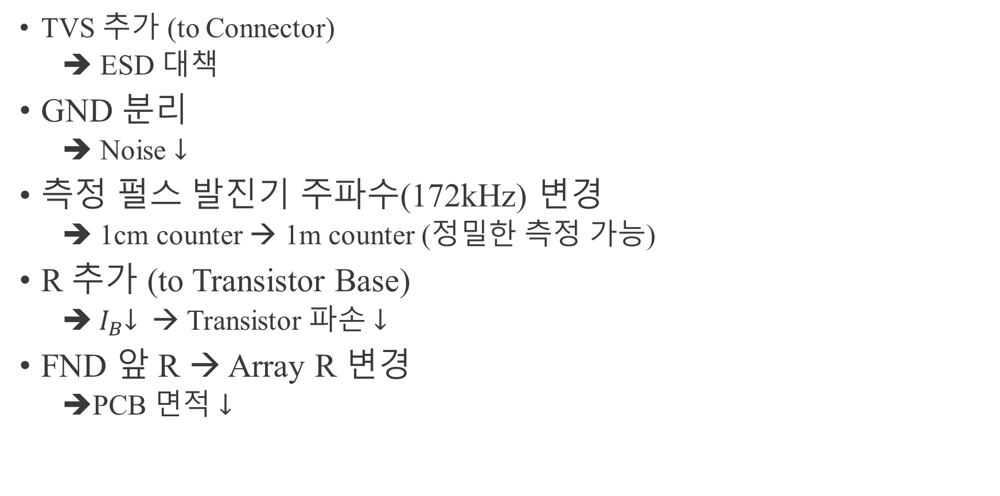 • TVS 추가 (to Connector)
➔ ESD 대책
• GND 분리
➔ Noise ↓
• 측정 펄스 발진기 주파수(172kHz) 변경
➔ 1cm counter → 1m counter (정밀한 측정 가능)
• R 추가 (to Transistor Base)
➔ I_B↓ → Transistor 파손 ↓
• FND 앞 R → Array R 변경
➔PCB 면적 ↓